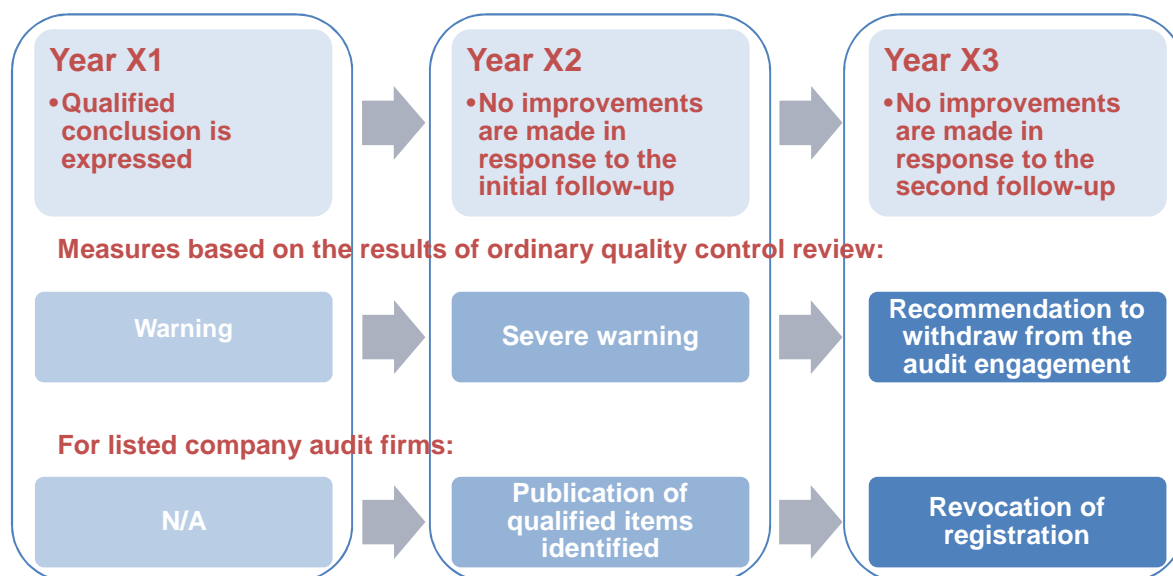 Year X1
•Qualified
conclusion is
expressed
Year X2
•No improvements
are made in
response to the
initial follow-up
Year X3
•No improvements
are made in
response to the
second follow-up
Measures based on the results of ordinary quality control review:
Warning
Severe warning
Recommendation to
withdraw from the
audit engagement
For listed company audit firms:
N/A
Publication of
qualified items
identified
Revocation of
registration